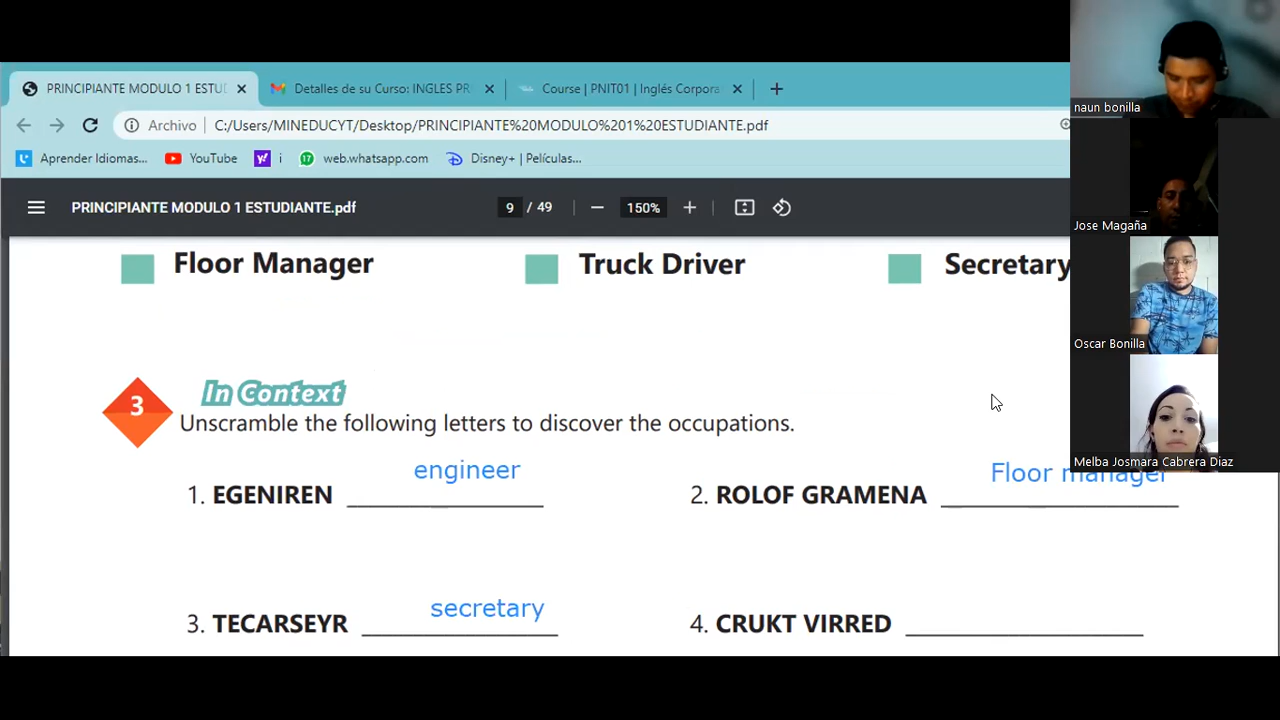 PRINCIPIANTE MODULO 1 ESTUD
Detalles de su Curso: INGLES PR
Course | PNIT01 | Inglés Corpora
Archivo C:/Users/MINEDUCYT/Desktop/PRINCIPIANTE%20MODULO%201%20ESTUDIANTE.pdf
Aprender Idiomas... YouTube i web.whatsapp.com Disney+ | Películas...
PRINCIPIANTE MODULO 1 ESTUDIANTE.pdf 9 / 49 150%
naun bonilla
Jose Magaña
Oscar Bonilla
Melba Josmara Cabrera Diaz
Floor Manager Truck Driver Secretary
3 In Context
Unscramble the following letters to discover the occupations.
1. EGENIREN engineer
2. ROLOF GRAMENA Floor manager
3. TECARSEYR secretary
4. CRUKT VIRRED